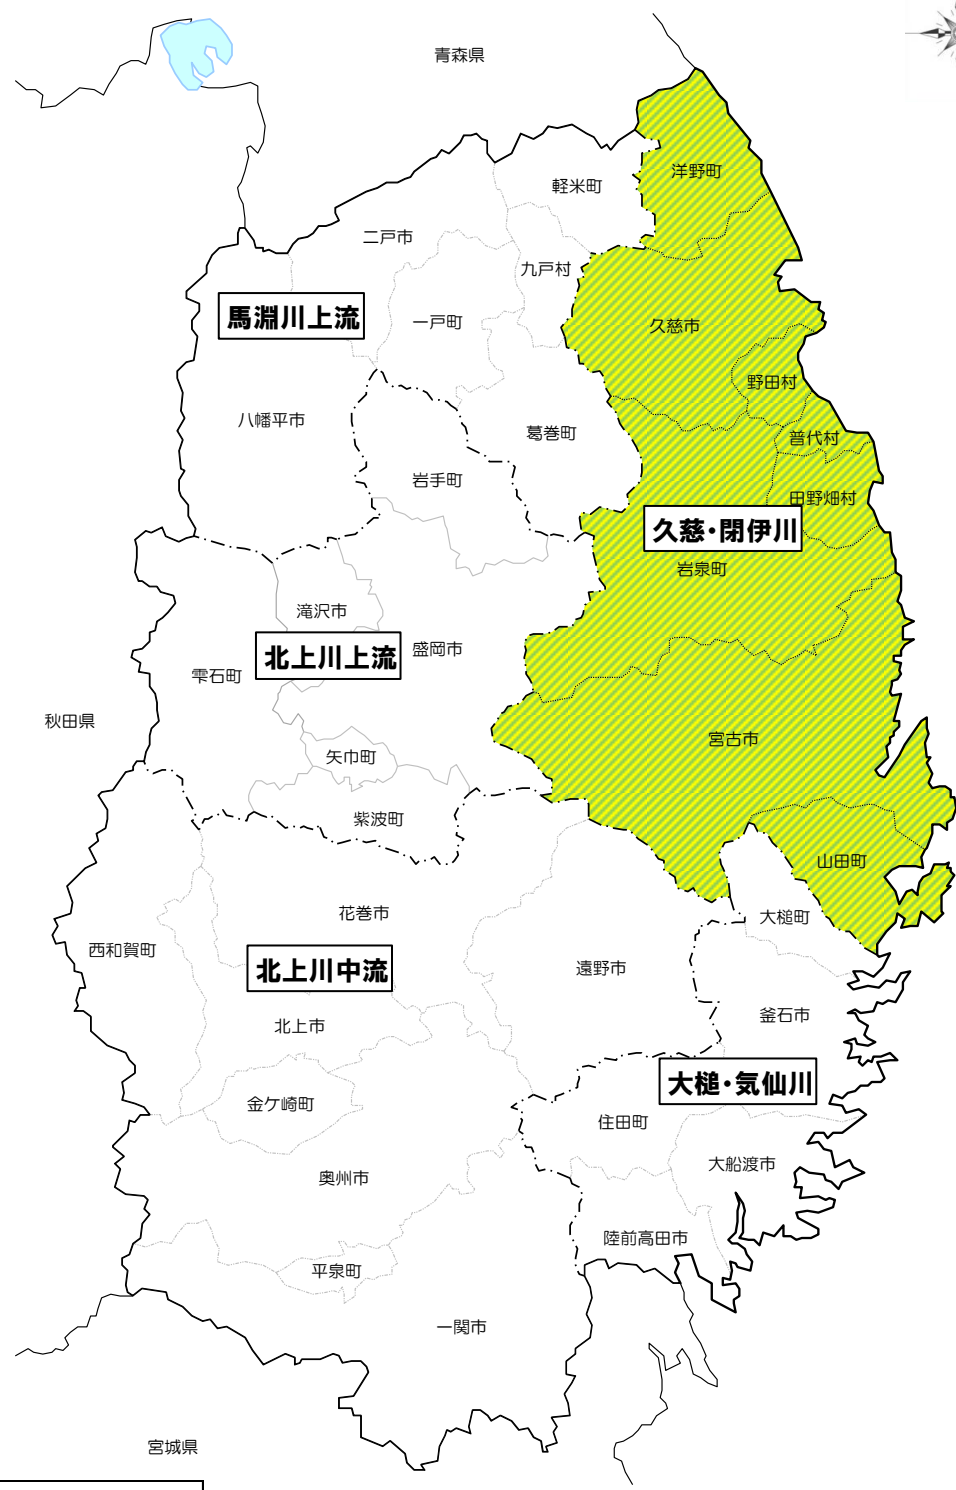 青森県
洋野町
軽米町
二戸市
九戸村
馬淵川上流
一戸町
久慈市
野田村
八幡平市
葛巻町
普代村
岩手町
田野畑村
久慈・閉伊川
岩泉町
滝沢市
北上川上流
盛岡市
雫石町
秋田県
宮古市
矢巾町
紫波町
山田町
花巻市
大槌町
西和賀町
北上川中流
遠野市
釜石市
北上市
大槌・気仙川
金ケ崎町
住田町
大船渡市
奥州市
陸前高田市
平泉町
一関市
宮城県